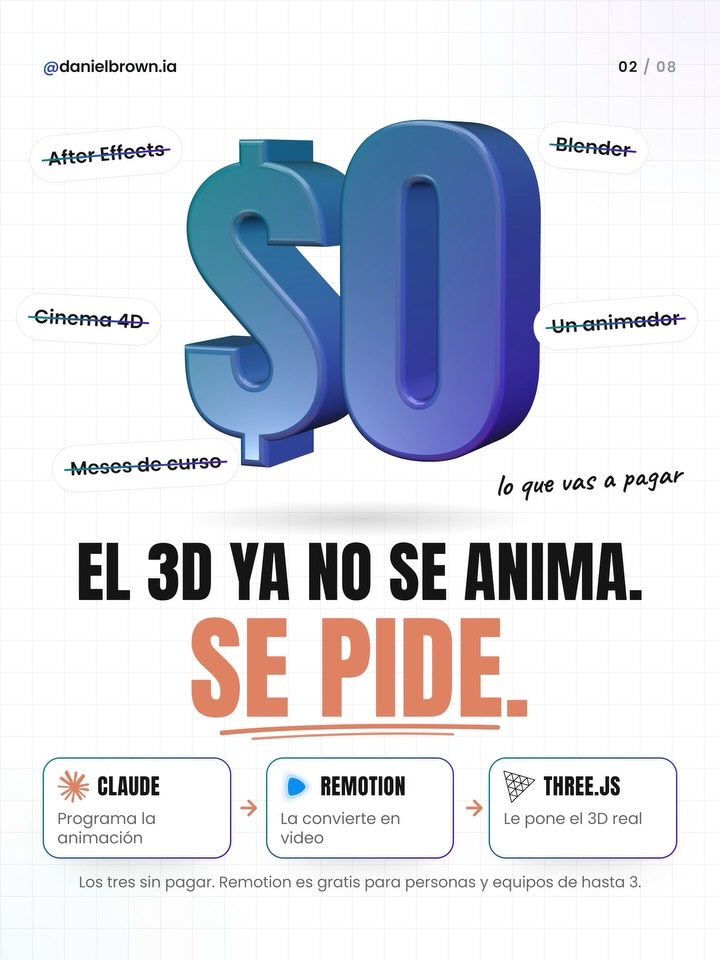 @danielbrown.ia
02 / 08
After Effects
Blender
$0
Cinema 4D
Un animador
Meses de curso
lo que vas a pagar
EL 3D YA NO SE ANIMA.
SE PIDE.
CLAUDE
Programa la
animación
REMOTION
La convierte en
video
THREE.JS
Le pone el 3D real
Los tres sin pagar. Remotion es gratis para personas y equipos de hasta 3.